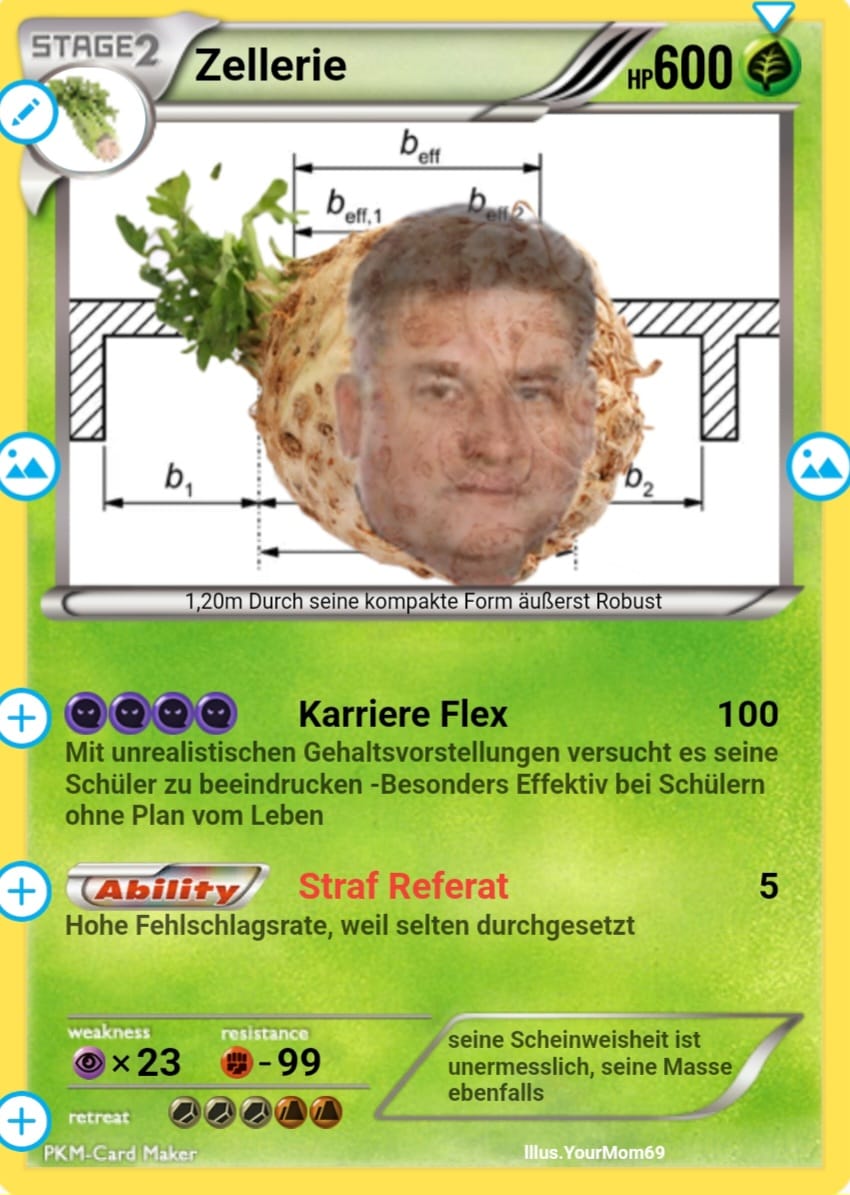 STAGE2
Zellerie
HP600
b eff
b eff,1
b eff,2
b1
b2
1,20m Durch seine kompakte Form äußerst Robust
Karriere Flex 100
Mit unrealistischen Gehaltsvorstellungen versucht es seine
Schüler zu beeindrucken -Besonders Effektiv bei Schülern
ohne Plan vom Leben
Ability Straf Referat 5
Hohe Fehlschlagsrate, weil selten durchgesetzt
weakness resistance
×23 -99
retreat
seine Scheinweisheit ist
unermesslich, seine Masse
ebenfalls
PKM-Card Maker
Illus.YourMom69